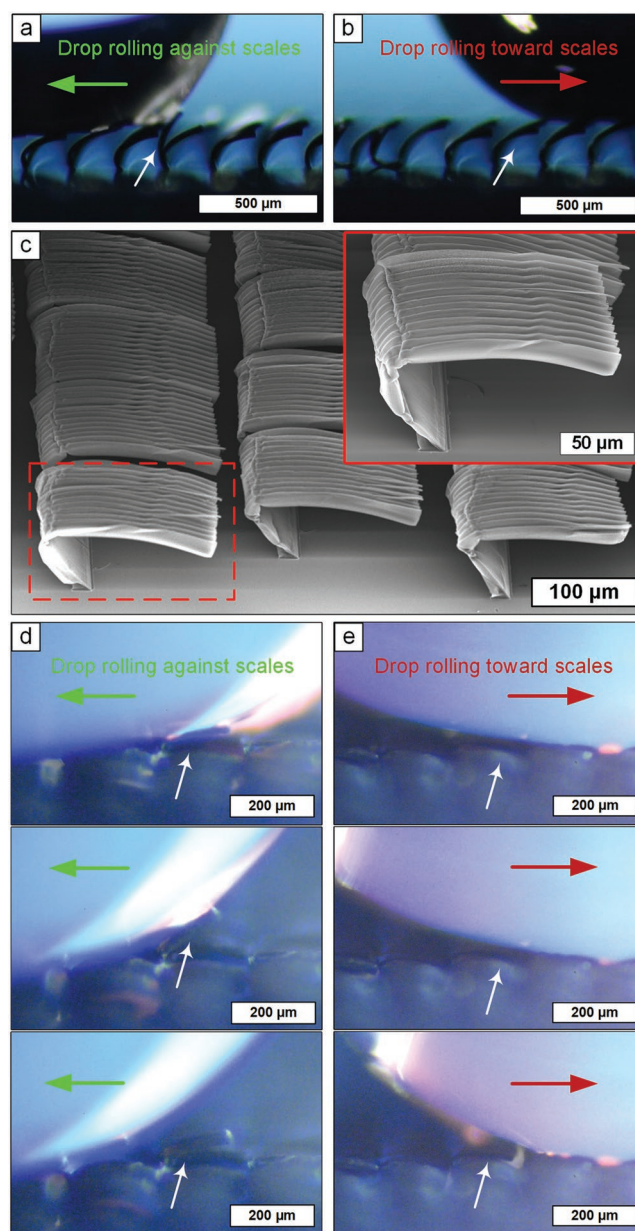 a
Drop rolling against scales
500 µm
b
Drop rolling toward scales
500 µm
c
50 µm
100 µm
d
Drop rolling against scales
200 µm
e
Drop rolling toward scales
200 µm
200 µm
200 µm
200 µm
200 µm